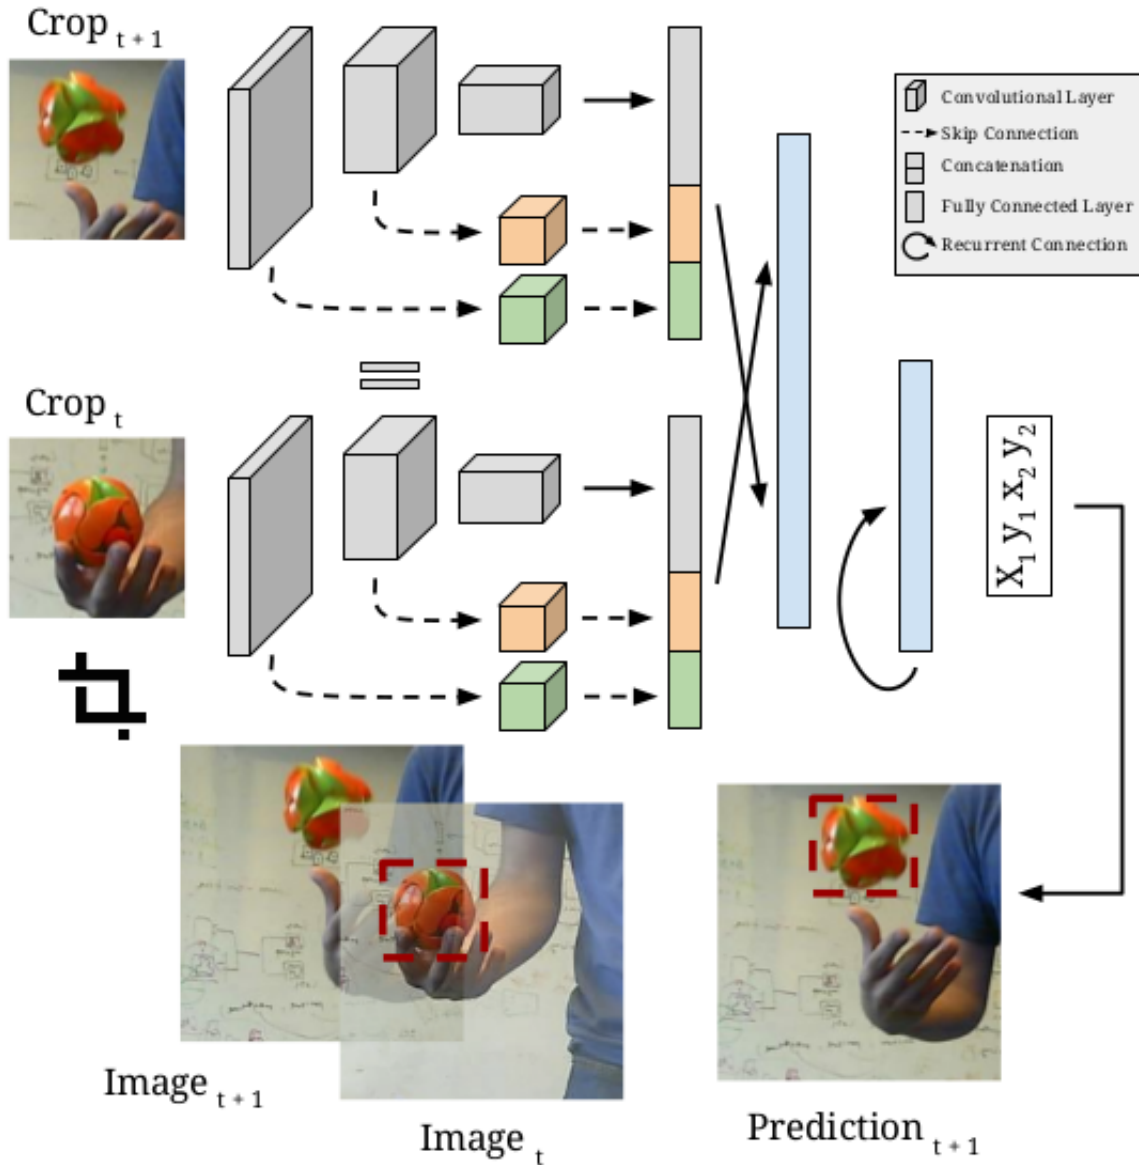 Crop t + 1
Convolutional Layer
Skip Connection
Concatenation
Fully Connected Layer
Recurrent Connection
Crop t
X1 y1 x2 y2
Image t + 1
Image t
Prediction t + 1